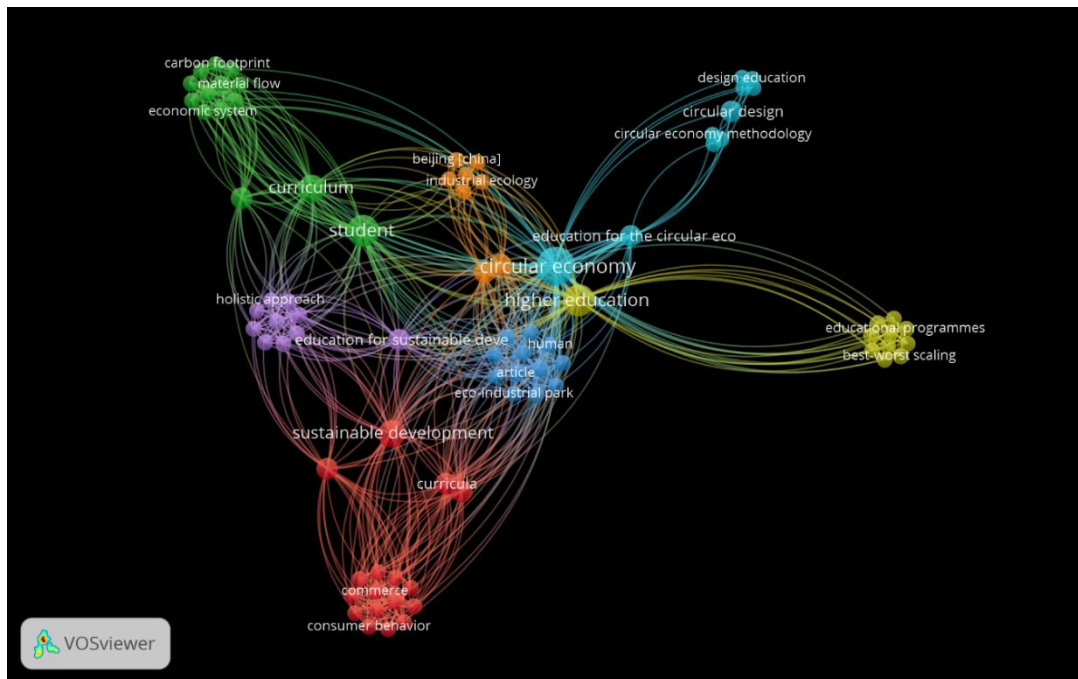 carbon footprint
material flow
economic system
design education
circular design
circular economy methodology
beijing [china]
industrial ecology
curriculum
student
education for the circular eco
circular economy
higher education
holistic approach
education for sustainable deve
human
article
eco-industrial park
educational programmes
best-worst scaling
sustainable development
curricula
commerce
consumer behavior
VOSviewer